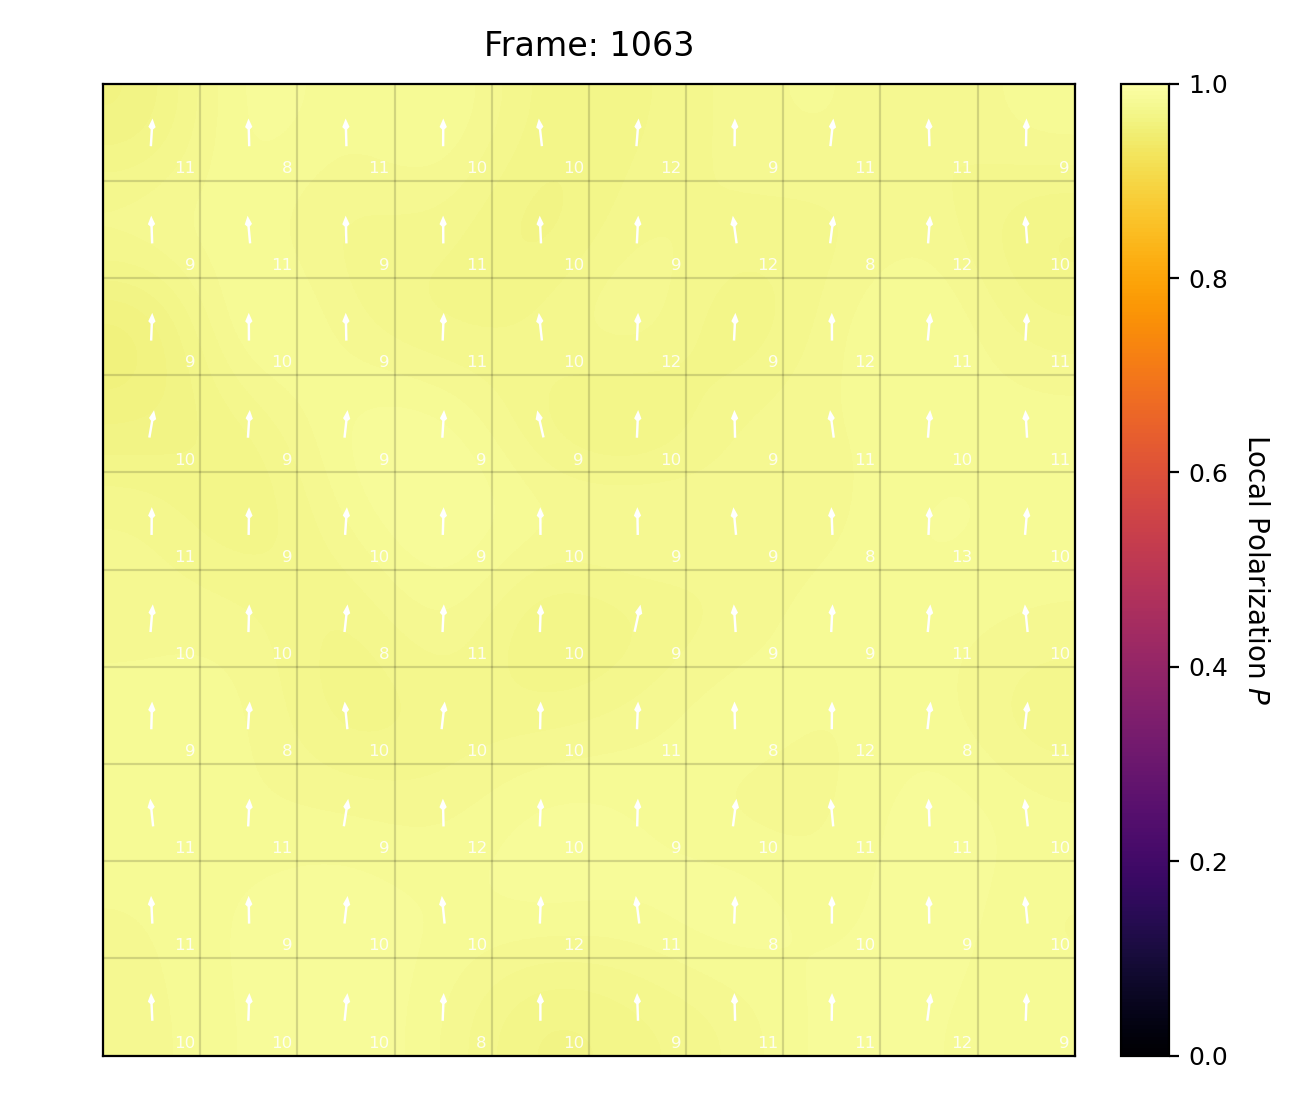 Frame: 1063
11 8 11 10 10 12 9 11 11 9
9 11 9 11 10 9 12 8 12 10
9 10 9 11 10 12 9 12 11 11
10 9 9 9 9 10 9 11 10 11
11 9 10 9 10 9 9 8 13 10
10 10 8 11 10 9 9 9 11 10
9 8 10 10 10 11 8 12 8 11
11 11 9 12 10 9 10 11 11 10
11 9 10 10 12 11 8 10 9 10
10 10 10 8 10 9 11 11 12 9
1.0
0.8
0.6
0.4
0.2
0.0
Local Polarization P